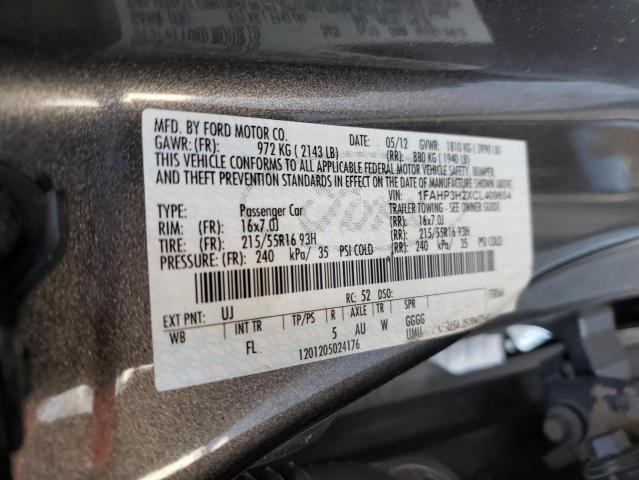 MFD. BY FORD MOTOR CO.
DATE: 05/12 GVWR: 1810 KG ( 3990 LB)
GAWR: (FR): 972 KG ( 2143 LB) (RR): 880 KG ( 1940 LB)
THIS VEHICLE CONFORMS TO ALL APPLICABLE FEDERAL MOTOR VEHICLE SAFETY, BUMPER,
AND THEFT PREVENTION STANDARDS IN EFFECT ON THE DATE OF MANUFACTURE SHOWN ABOVE.
VIN: 1FAHP3H2XCL409654
TYPE: Passenger Car TRAILER TOWING - SEE OWNER GUIDE
RIM: (FR): 16x7.0J (RR): 16x7.0J
TIRE: (FR): 215/55R16 93H (RR): 215/55R16 93H
PRESSURE: (FR): 240 kPa/ 35 PSI COLD (RR): 240 kPa/ 35 PSI COLD
EXT PNT: UJ RC: 52 DSO:
WB INT TR TP/PS R AXLE TR SPR
FL 5 AU W GGGG
UMU
1201205024176